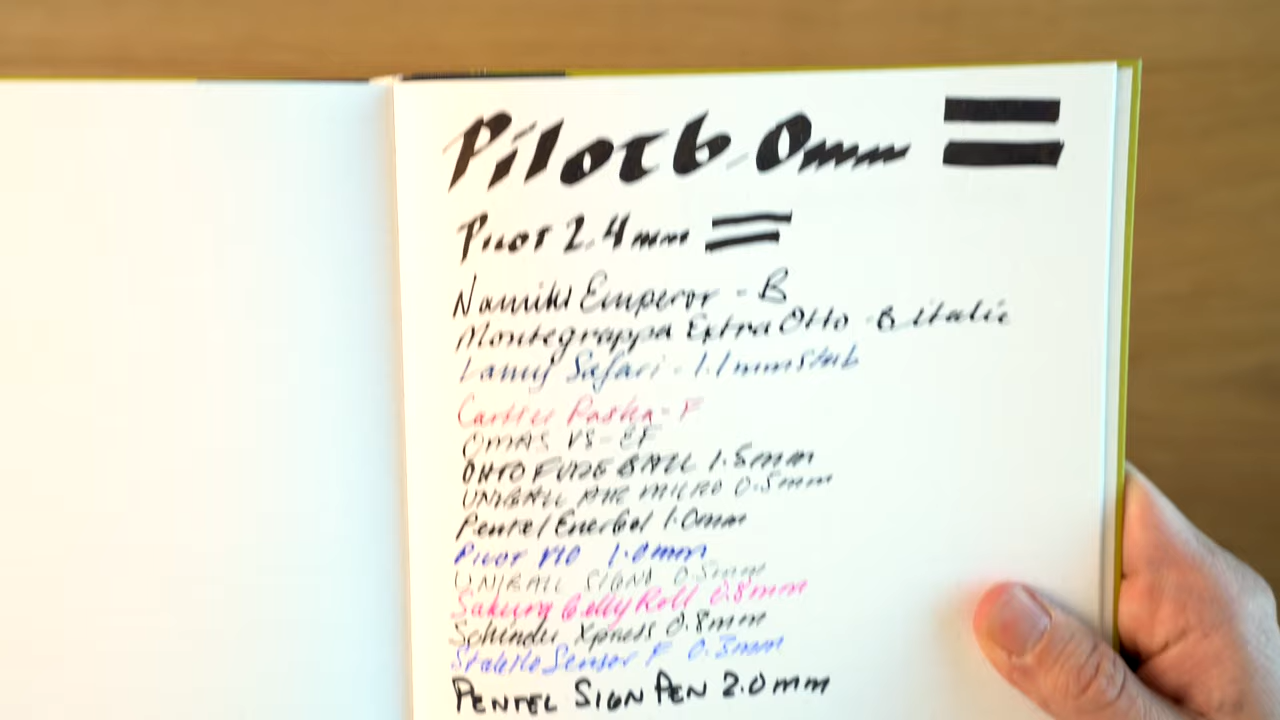 Pilot 6.0mm
Pilot 2.4mm
Namiki Emperor - B
Montegrappa Extra Otto - B italic
Lamy Safari - 1.1mm Stub
Cartier Pasha - F
OMAS VS - EF
OHTO FUDE BALL 1.5mm
UNIBALL AIR MICRO 0.5mm
Pentel Energel 1.0mm
Pilot V10 1.0mm
UNIBALL SIGNO 0.5mm
Sakura Gelly Roll 0.8mm
Schneider Xpress 0.8mm
Stabilo Sensor F 0.3mm
PENTEL SIGN PEN 2.0mm